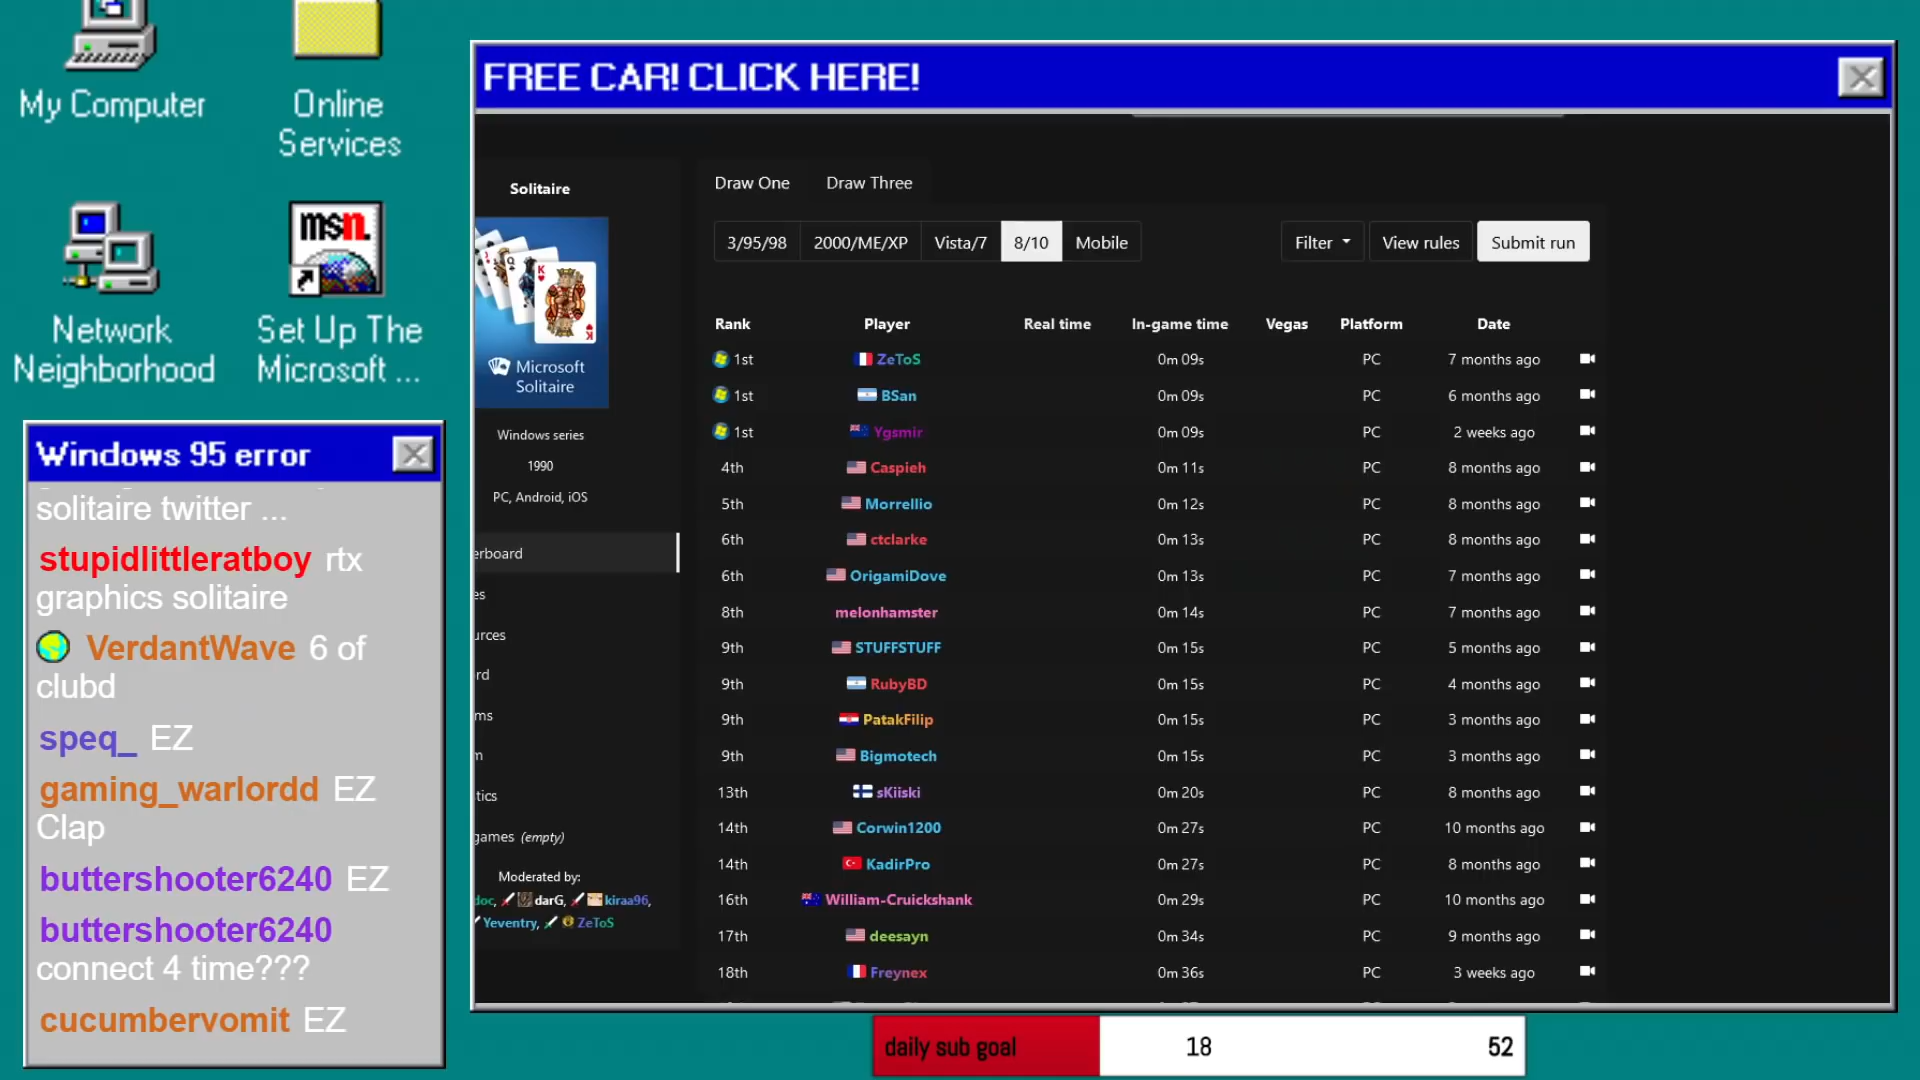 My Computer
Online
Services
Network
Neighborhood
msn.
Set Up The
Microsoft ...
Windows 95 error
solitaire twitter ...
stupidlittleratboy rtx
graphics solitaire
VerdantWave 6 of
clubd
speq_ EZ
gaming_warlordd EZ
Clap
buttershooter6240 EZ
buttershooter6240
connect 4 time???
cucumbervomit EZ
FREE CAR! CLICK HERE!
Solitaire
Microsoft
Solitaire
Windows series
1990
PC, Android, iOS
erboard
es
urces
rd
ms
m
tics
games (empty)
Moderated by:
doc, darG, kiraa96,
Yeventry, ZeToS
Draw One Draw Three
3/95/98 2000/ME/XP Vista/7 8/10 Mobile Filter View rules Submit run
Rank Player Real time In-game time Vegas Platform Date
1st ZeToS 0m 09s PC 7 months ago
1st BSan 0m 09s PC 6 months ago
1st Ygsmir 0m 09s PC 2 weeks ago
4th Caspieh 0m 11s PC 8 months ago
5th Morrellio 0m 12s PC 8 months ago
6th ctclarke 0m 13s PC 8 months ago
6th OrigamiDove 0m 13s PC 7 months ago
8th melonhamster 0m 14s PC 7 months ago
9th STUFFSTUFF 0m 15s PC 5 months ago
9th RubyBD 0m 15s PC 4 months ago
9th PatakFilip 0m 15s PC 3 months ago
9th Bigmotech 0m 15s PC 3 months ago
13th sKiiski 0m 20s PC 8 months ago
14th Corwin1200 0m 27s PC 10 months ago
14th KadirPro 0m 27s PC 8 months ago
16th William-Cruickshank 0m 29s PC 10 months ago
17th deesayn 0m 34s PC 9 months ago
18th Freynex 0m 36s PC 3 weeks ago
daily sub goal 18 52